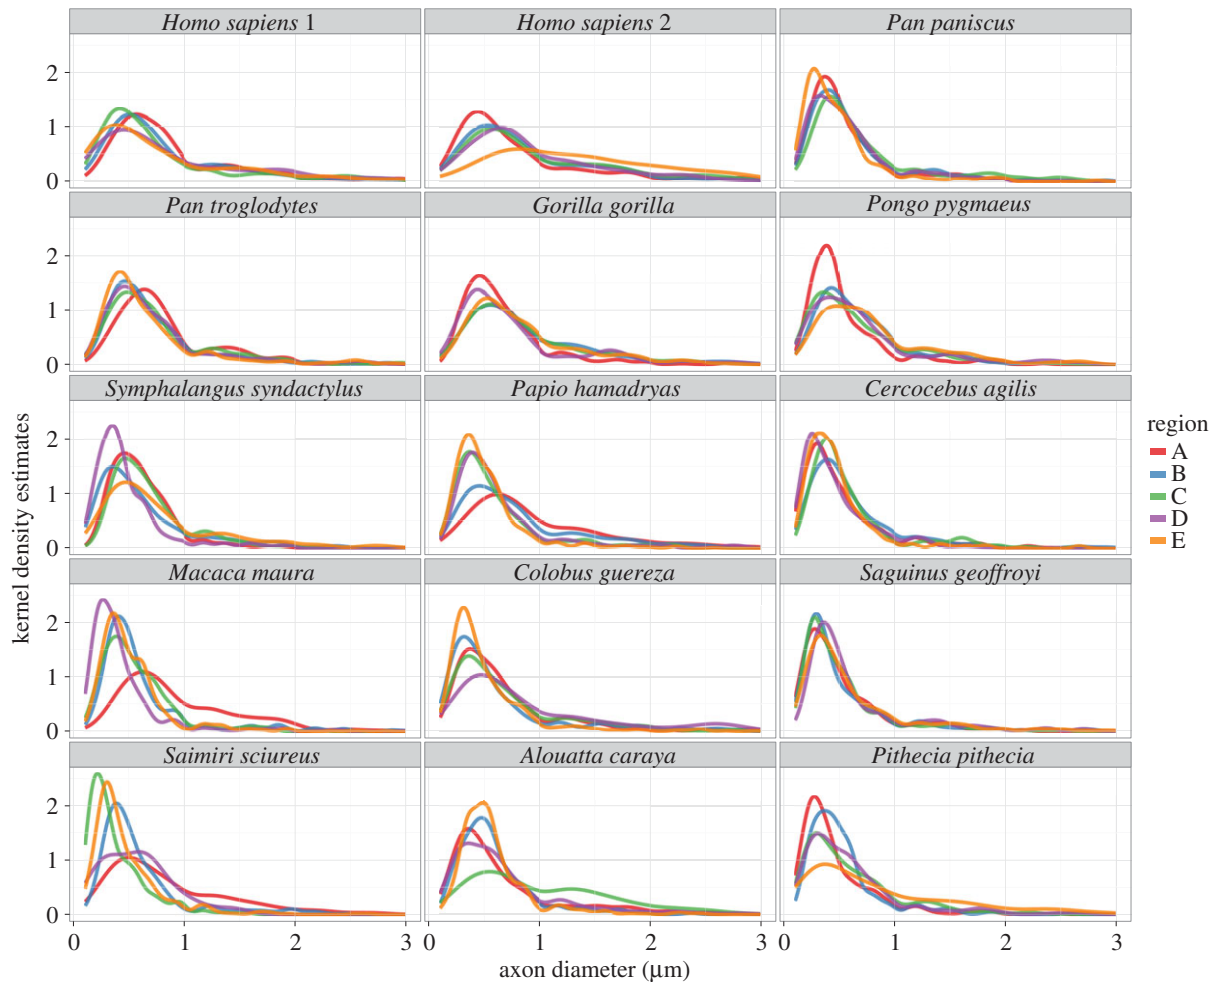 Homo sapiens 1 Homo sapiens 2 Pan paniscus
2
1
0
Pan troglodytes Gorilla gorilla Pongo pygmaeus
2
1
0
Symphalangus syndactylus Papio hamadryas Cercocebus agilis
2
1
0
kernel density estimates
region
A
B
C
D
E
Macaca maura Colobus guereza Saguinus geoffroyi
2
1
0
Saimiri sciureus Alouatta caraya Pithecia pithecia
2
1
0
0 1 2 3 0 1 2 3 0 1 2 3
axon diameter (μm)